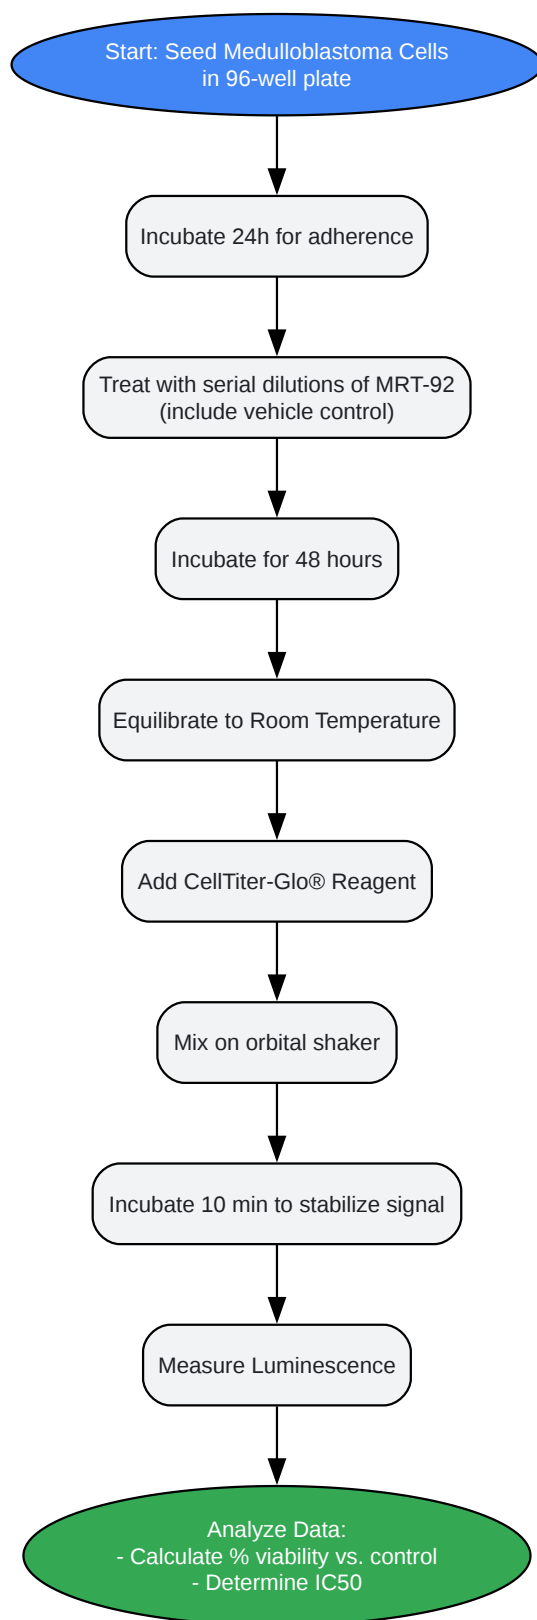 Start: Seed Medulloblastoma Cells
in 96-well plate
Incubate 24h for adherence
Treat with serial dilutions of MRT-92
(include vehicle control)
Incubate for 48 hours
Equilibrate to Room Temperature
Add CellTiter-Glo® Reagent
Mix on orbital shaker
Incubate 10 min to stabilize signal
Measure Luminescence
Analyze Data:
- Calculate % viability vs. control
- Determine IC50